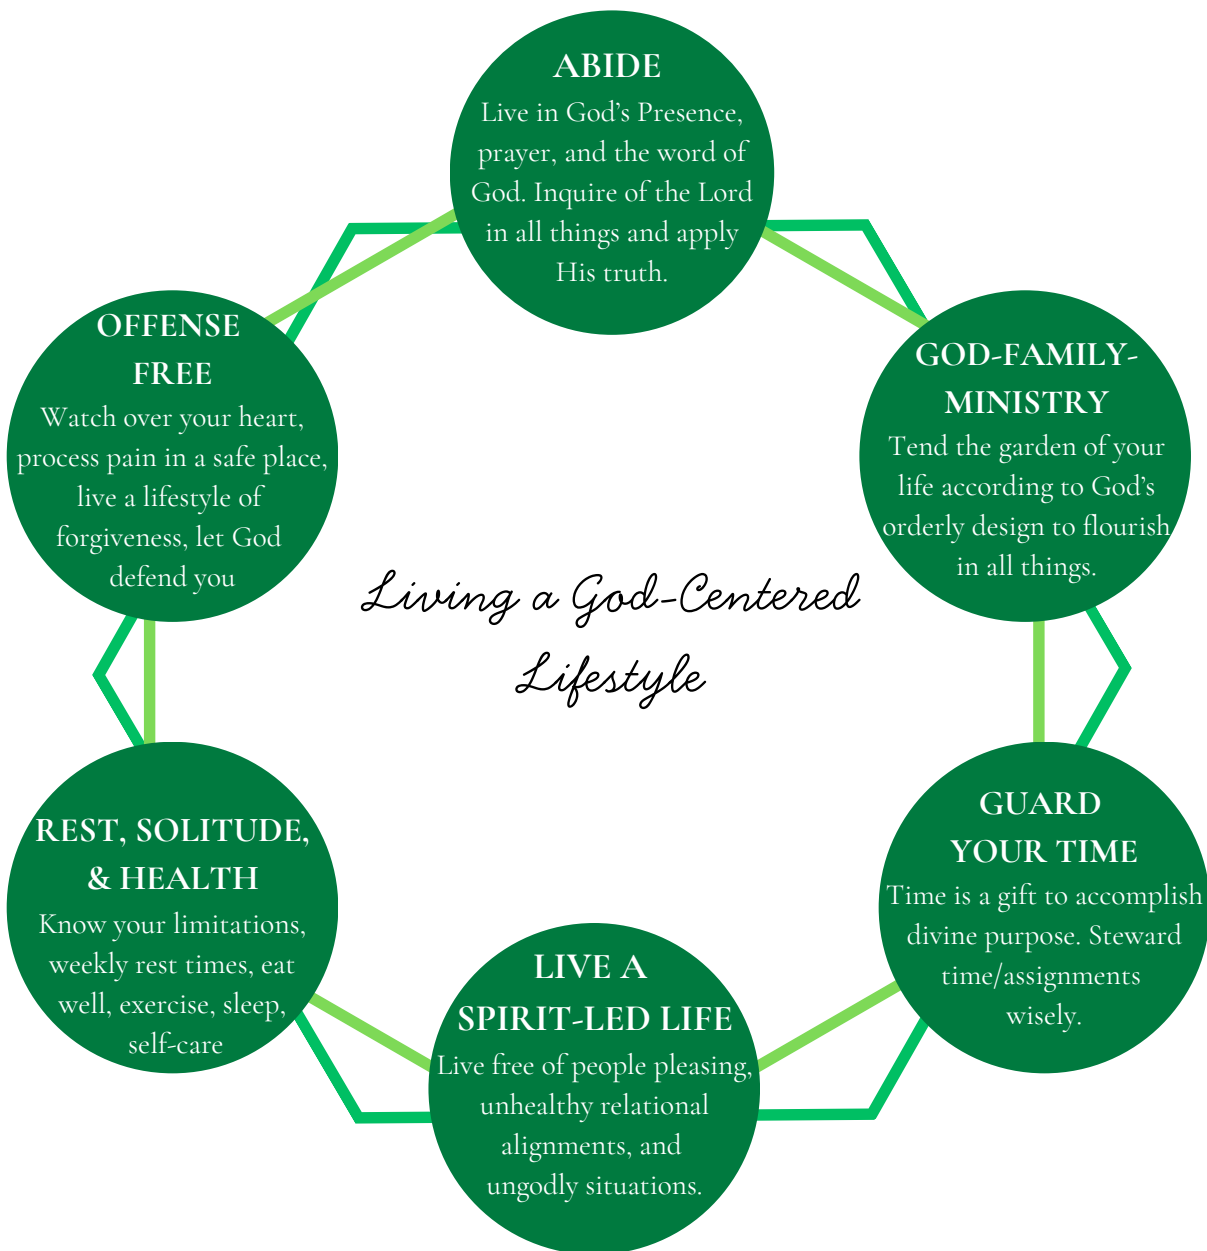 ABIDE
Live in God's Presence,
prayer, and the word of
God. Inquire of the Lord
in all things and apply
His truth.
GOD-FAMILY-
MINISTRY
Tend the garden of your
life according to God's
orderly design to flourish
in all things.
GUARD
YOUR TIME
Time is a gift to accomplish
divine purpose. Steward
time/assignments
wisely.
LIVE A
SPIRIT-LED LIFE
Live free of people pleasing,
unhealthy relational
alignments, and
ungodly situations.
REST, SOLITUDE,
& HEALTH
Know your limitations,
weekly rest times, eat
well, exercise, sleep,
self-care
OFFENSE
FREE
Watch over your heart,
process pain in a safe place,
live a lifestyle of
forgiveness, let God
defend you
Living a God-Centered
Lifestyle